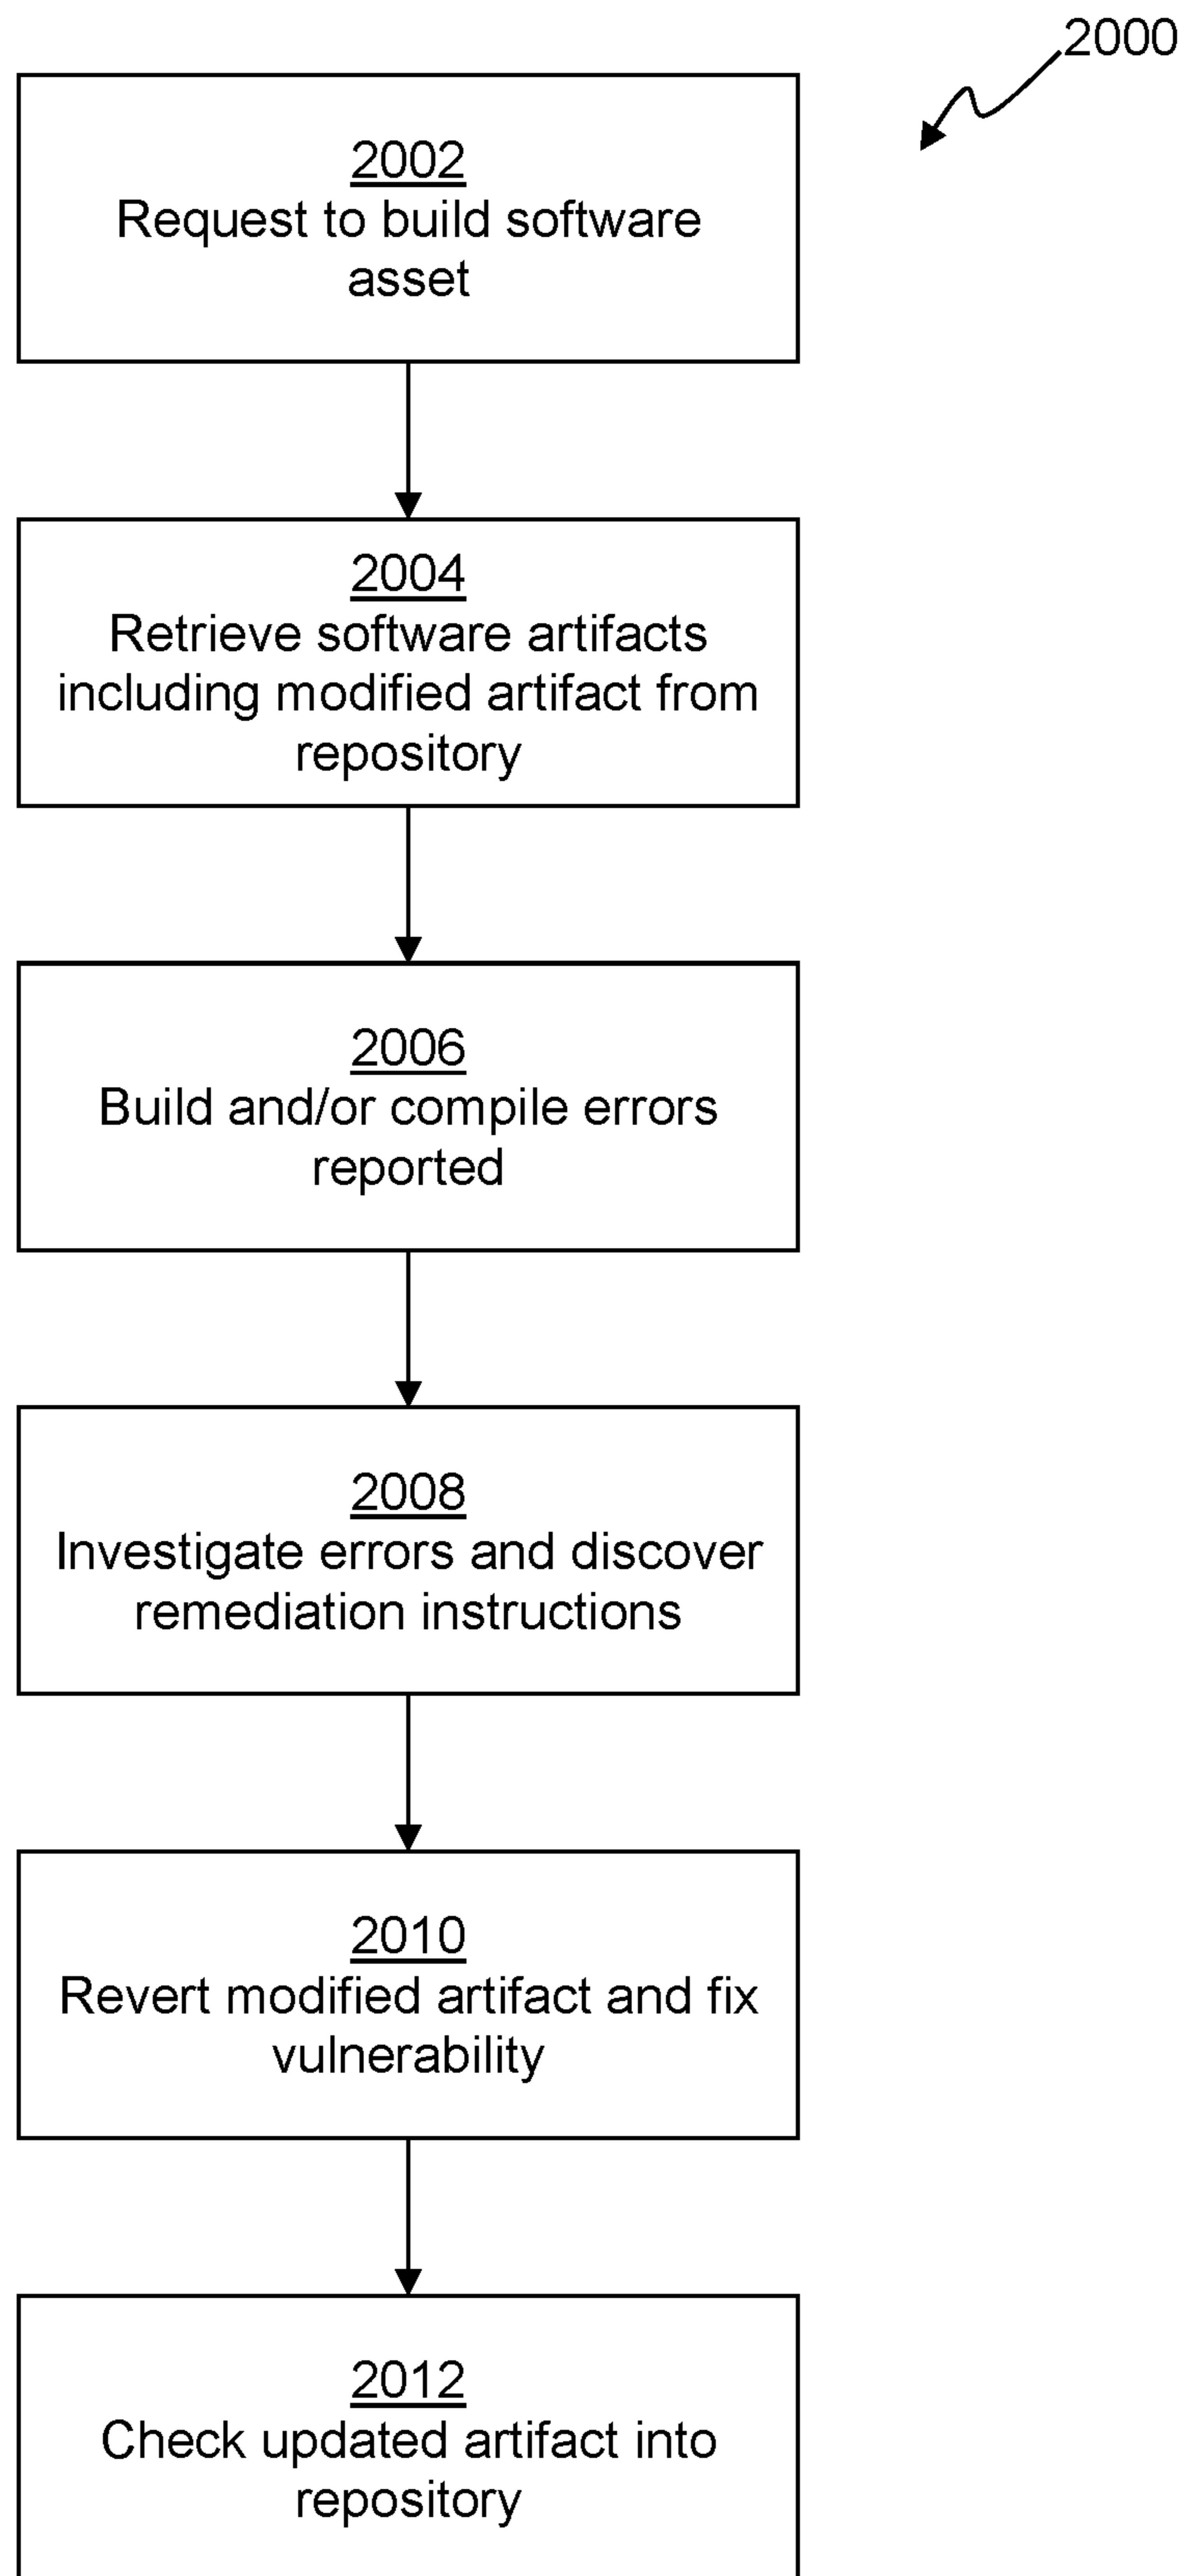 2000
2002
Request to build software
asset
2004
Retrieve software artifacts
including modified artifact from
repository
2006
Build and/or compile errors
reported
2008
Investigate errors and discover
remediation instructions
2010
Revert modified artifact and fix
vulnerability
2012
Check updated artifact into
repository